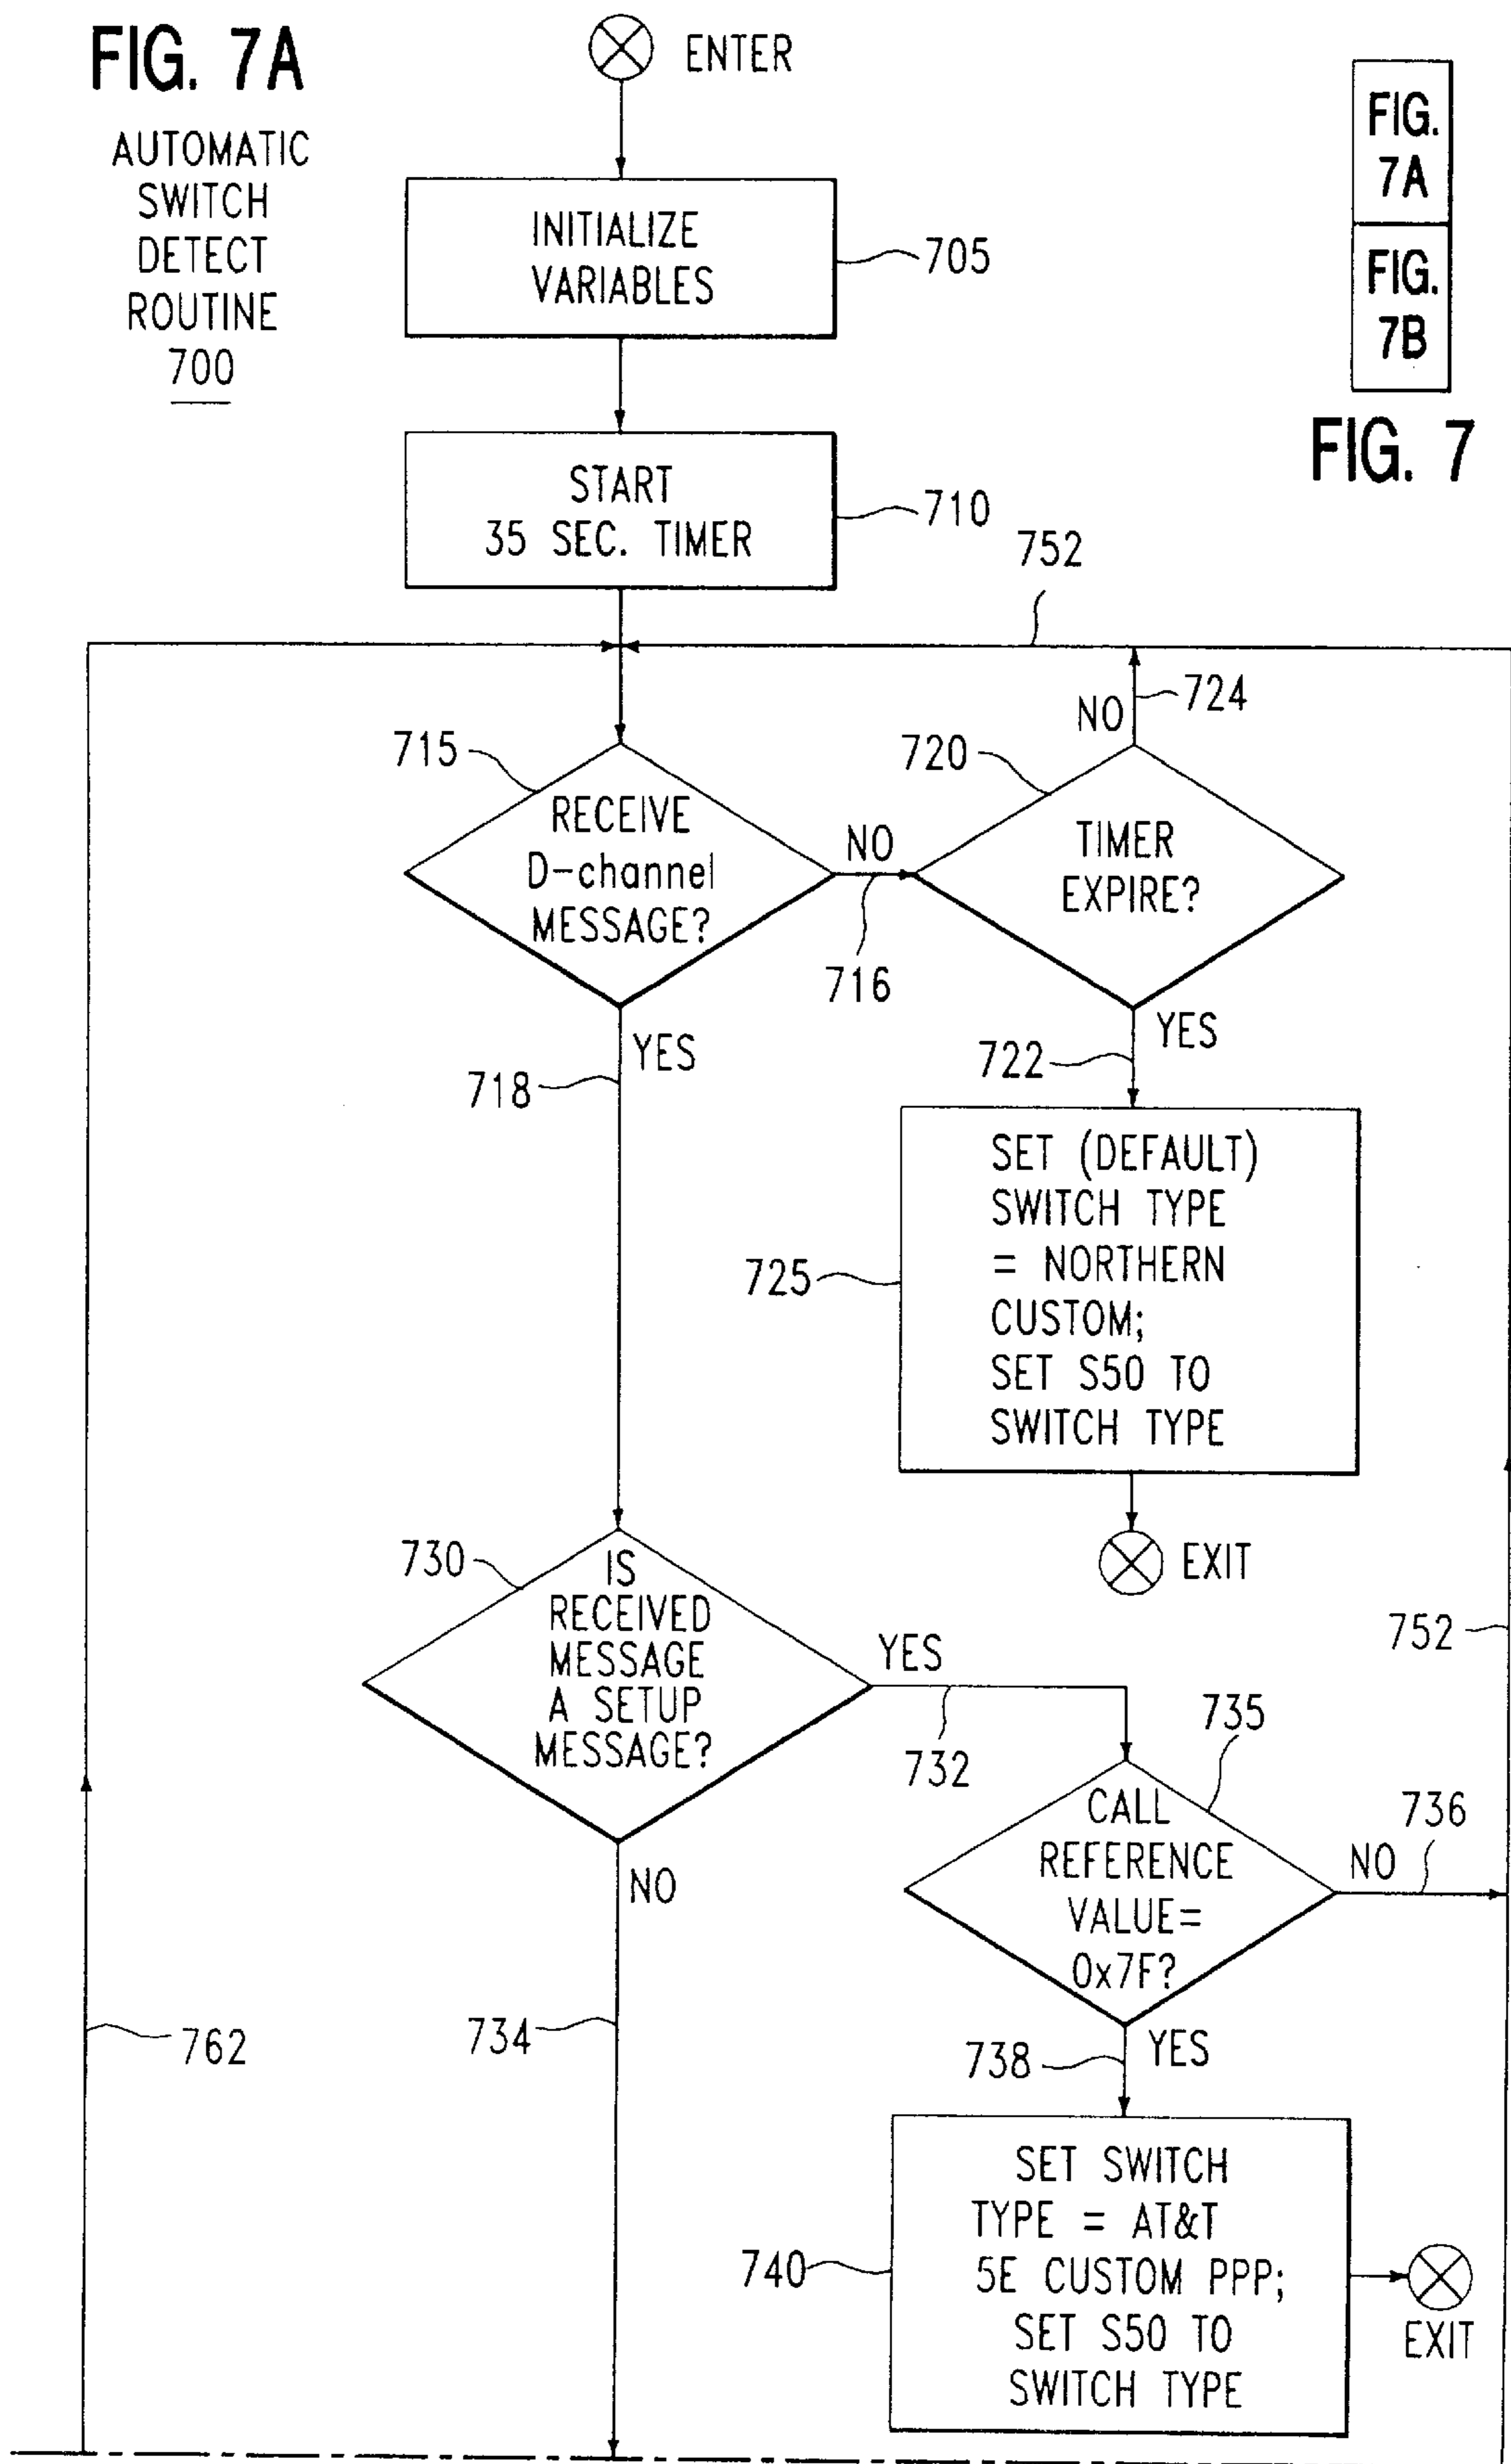 FIG. 7A
AUTOMATIC
SWITCH
DETECT
ROUTINE
700
ENTER
FIG.
7A
FIG.
7B
FIG. 7
INITIALIZE
VARIABLES
705
START
35 SEC. TIMER
710
752
724
NO
715
RECEIVE
D-channel
MESSAGE?
NO
716
720
TIMER
EXPIRE?
YES
718
YES
722
SET (DEFAULT)
SWITCH TYPE
= NORTHERN
CUSTOM;
SET S50 TO
SWITCH TYPE
725
EXIT
730
IS
RECEIVED
MESSAGE
A SETUP
MESSAGE?
YES
732
752
735
CALL
REFERENCE
VALUE=
0x7F?
736
NO
NO
734
762
YES
738
SET SWITCH
TYPE = AT&T
5E CUSTOM PPP;
SET S50 TO
SWITCH TYPE
740
EXIT